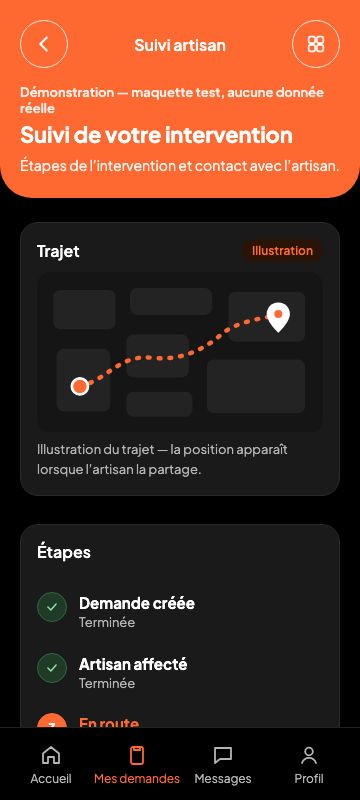 Suivi artisan
Démonstration — maquette test, aucune donnée
réelle
Suivi de votre intervention
Étapes de l'intervention et contact avec l'artisan.
Trajet
Illustration
Illustration du trajet — la position apparaît
lorsque l'artisan la partage.
Étapes
Demande créée
Terminée
Artisan affecté
Terminée
En route
Accueil
Mes demandes
Messages
Profil